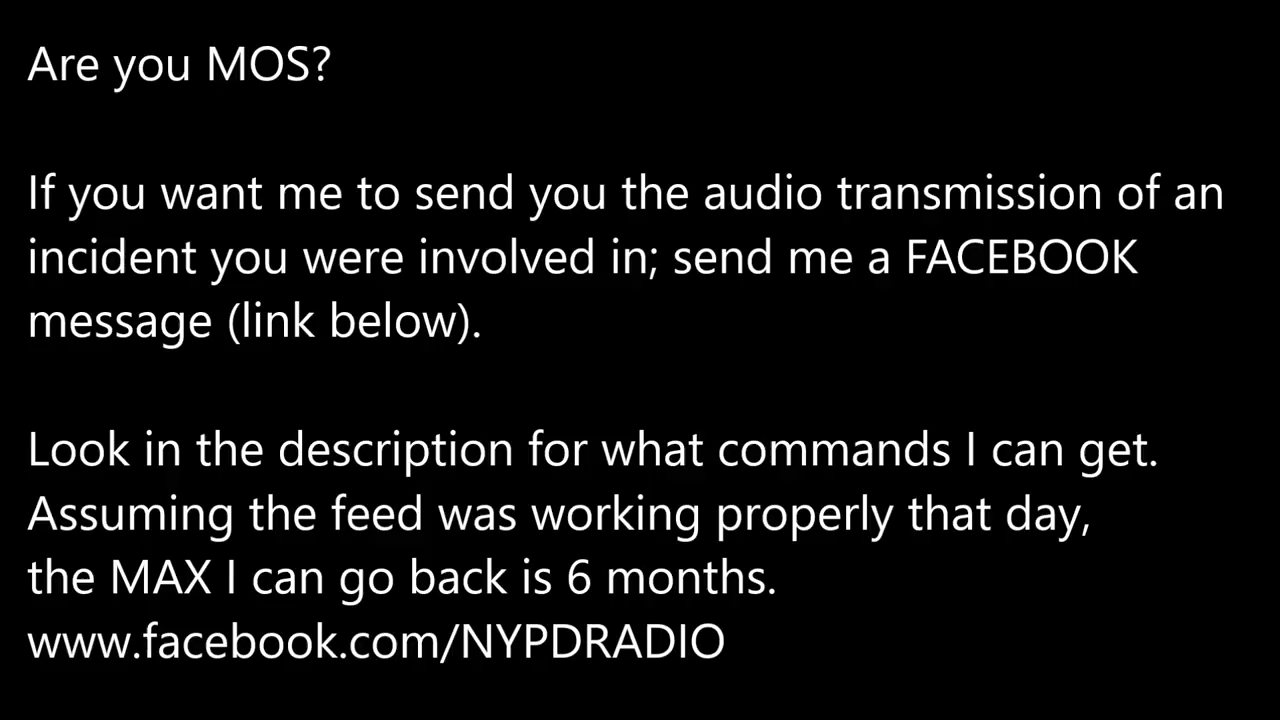 Are you MOS?
If you want me to send you the audio transmission of an
incident you were involved in; send me a FACEBOOK
message (link below).
Look in the description for what commands I can get.
Assuming the feed was working properly that day,
the MAX I can go back is 6 months.
www.facebook.com/NYPDRADIO